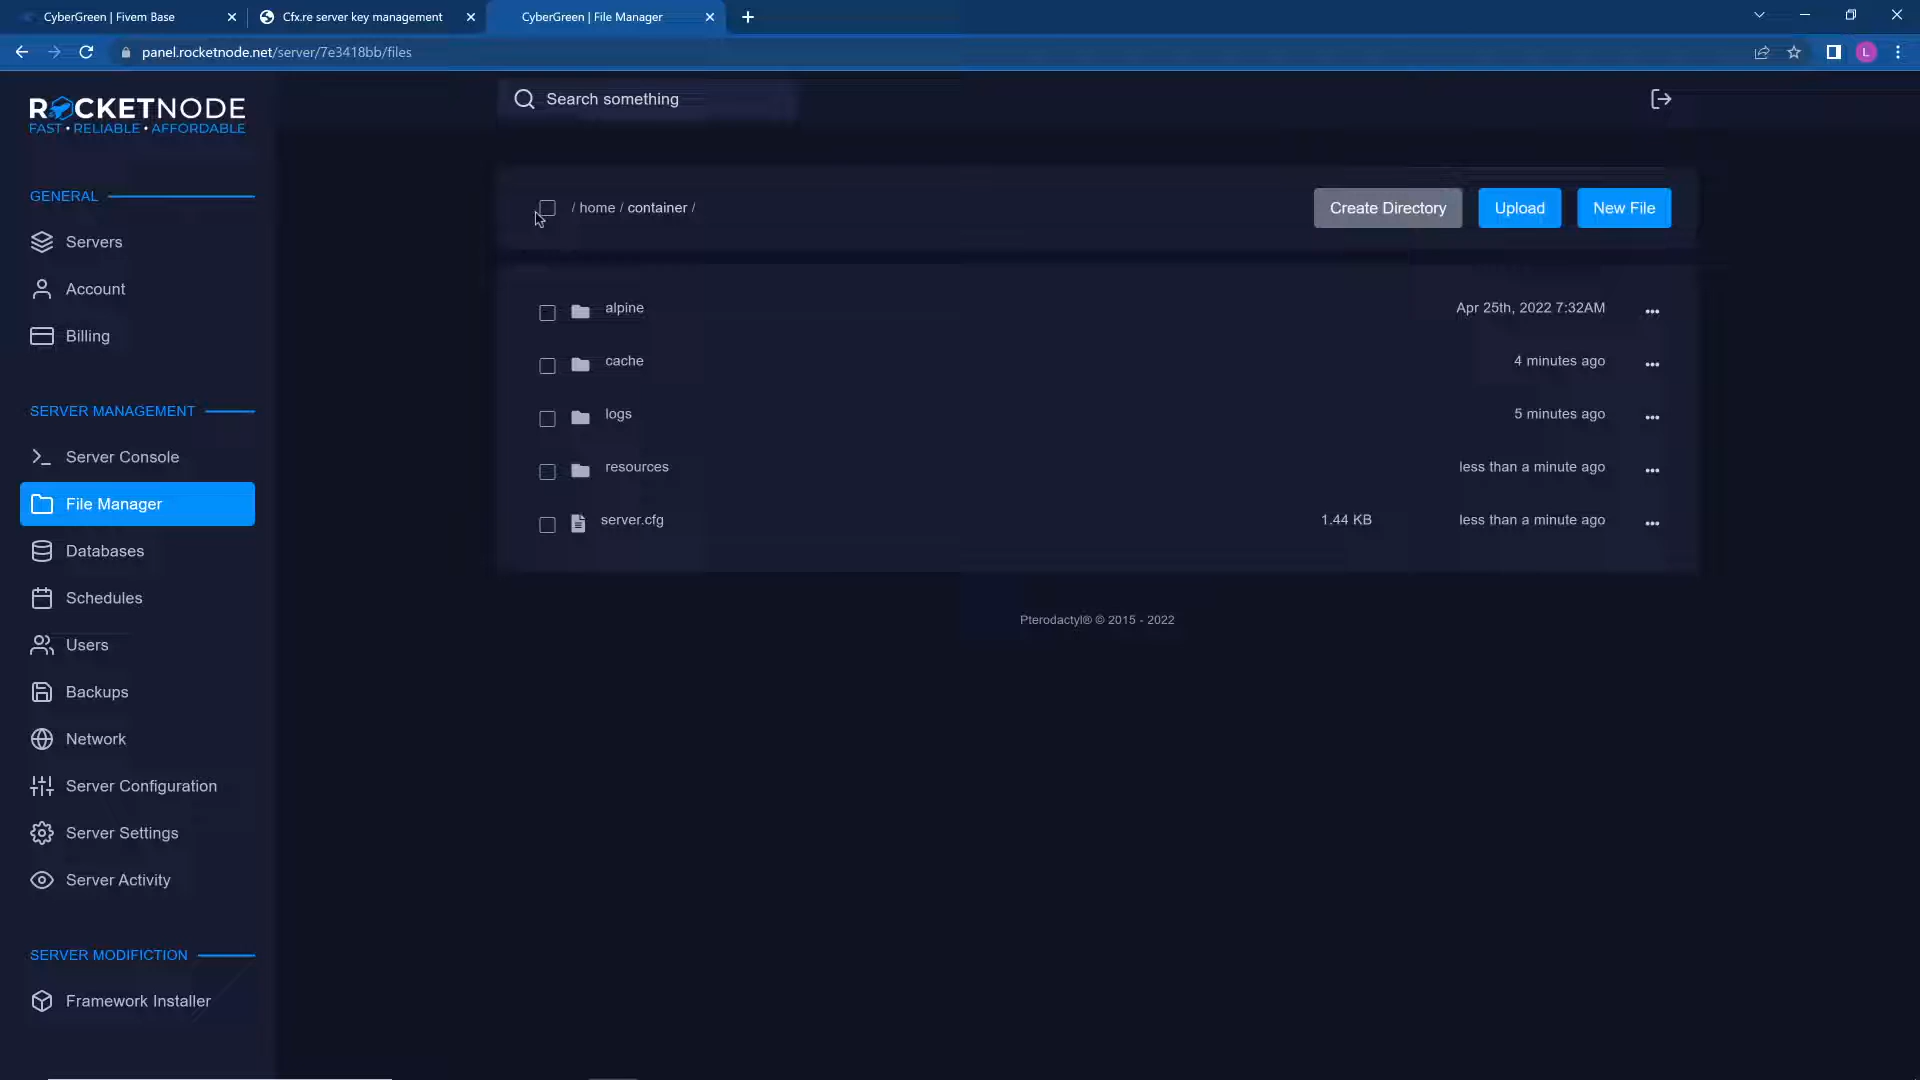 CyberGreen | Fivem Base
Cfx.re server key management
CyberGreen | File Manager
panel.rocketnode.net/server/7e3418bb/files
L
ROCKETNODE
FAST • RELIABLE • AFFORDABLE
Search something
GENERAL
Servers
Account
Billing
SERVER MANAGEMENT
Server Console
File Manager
Databases
Schedules
Users
Backups
Network
Server Configuration
Server Settings
Server Activity
SERVER MODIFICTION
Framework Installer
/ home / container /
Create Directory
Upload
New File
alpine Apr 25th, 2022 7:32AM
cache 4 minutes ago
logs 5 minutes ago
resources less than a minute ago
server.cfg 1.44 KB less than a minute ago
Pterodactyl® © 2015 - 2022